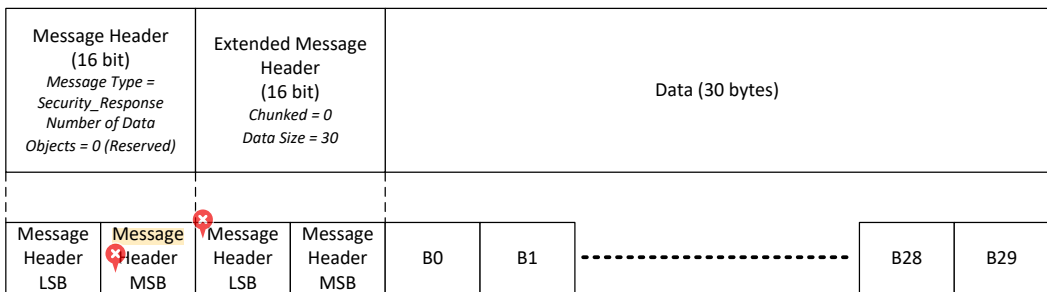 Message Header
(16 bit)
Message Type =
Security_Response
Number of Data
Objects = 0 (Reserved)
Extended Message
Header
(16 bit)
Chunked = 0
Data Size = 30
Data (30 bytes)
Message
Header
LSB
Message
Header
MSB
Message
Header
LSB
Message
Header
MSB
B0
B1
B28
B29